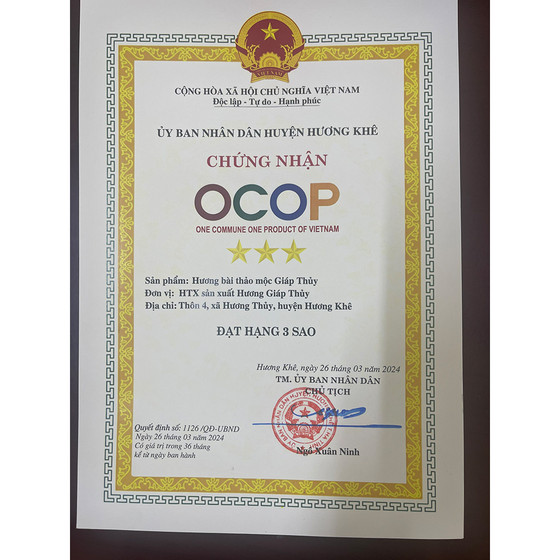 VIỆT NAM
CỘNG HÒA XÃ HỘI CHỦ NGHĨA VIỆT NAM
Độc lập - Tự do - Hạnh phúc
ỦY BAN NHÂN DÂN HUYỆN HƯƠNG KHÊ
CHỨNG NHẬN
OCOP
ONE COMMUNE ONE PRODUCT OF VIETNAM
Sản phẩm: Hương bài thảo mộc Giáp Thủy
Đơn vị: HTX sản xuất Hương Giáp Thủy
Địa chỉ: Thôn 4, xã Hương Thủy, huyện Hương Khê
ĐẠT HẠNG 3 SAO
Hương Khê, ngày 26 tháng 03 năm 2024
TM. ỦY BAN NHÂN DÂN
CHỦ TỊCH
Quyết định số: 1126/QĐ-UBND
Ngày 26 tháng 03 năm 2024
Có giá trị trong 36 tháng
kể từ ngày ban hành
Ngô Xuân Ninh